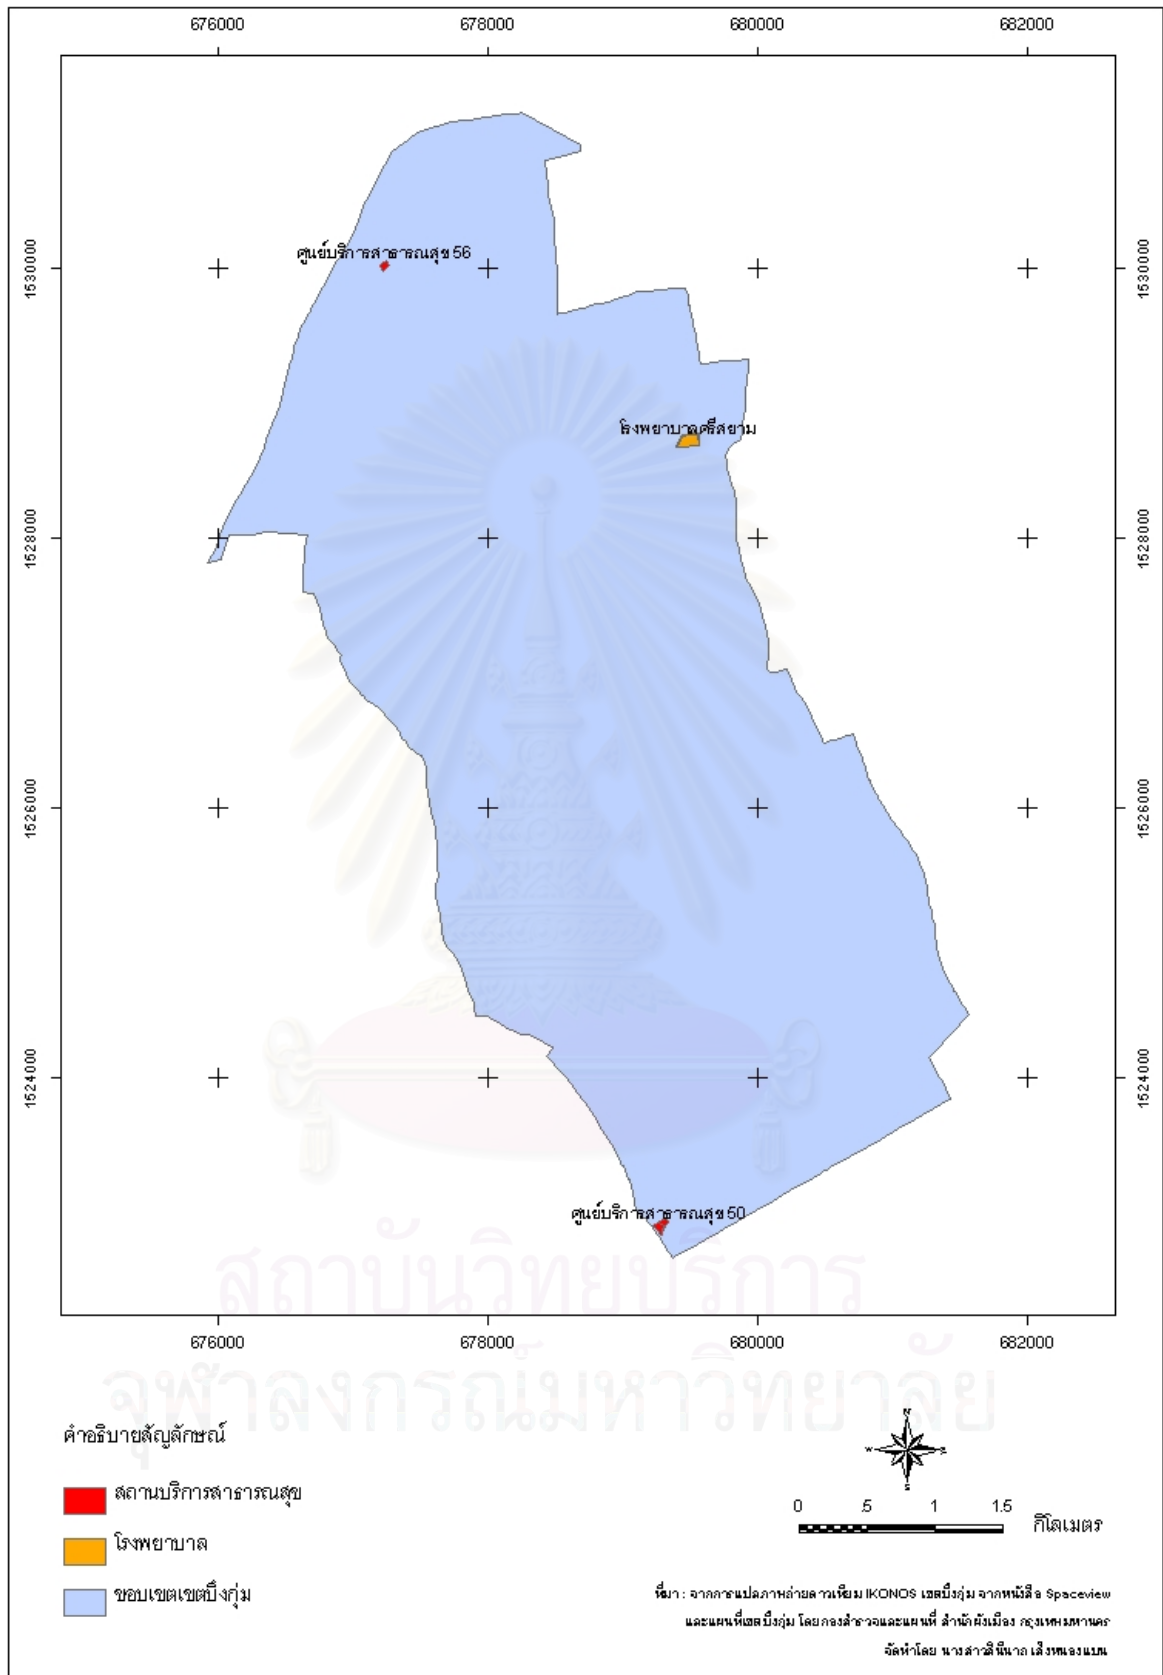 676000 678000 680000 682000
1530000 1530000
ศูนย์บริการสาธารณสุข 56
โรงพยาบาลศรีสยาม
1528000 1528000
1526000 1526000
1524000 1524000
ศูนย์บริการสาธารณสุข 50
สถาบันวิทยบริการ
676000 678000 680000 682000
จุฬาลงกรณ์มหาวิทยาลัย
คำอธิบายสัญลักษณ์
N
W E
S
สถานบริการสาธารณสุข
0 .5 1 1.5
กิโลเมตร
โรงพยาบาล
ขอบเขตเขตบึงกุ่ม
ที่มา : จากการแปลภาพถ่ายดาวเทียม IKONOS เขตบึงกุ่ม จากหนังสือ Spaceview
และแผนที่เขตบึงกุ่ม โดยกองสำรวจและแผนที่ สำนักผังเมือง กรุงเทพมหานคร
จัดทำโดย นางสาวสินีนาถ เส็งหนองแบน